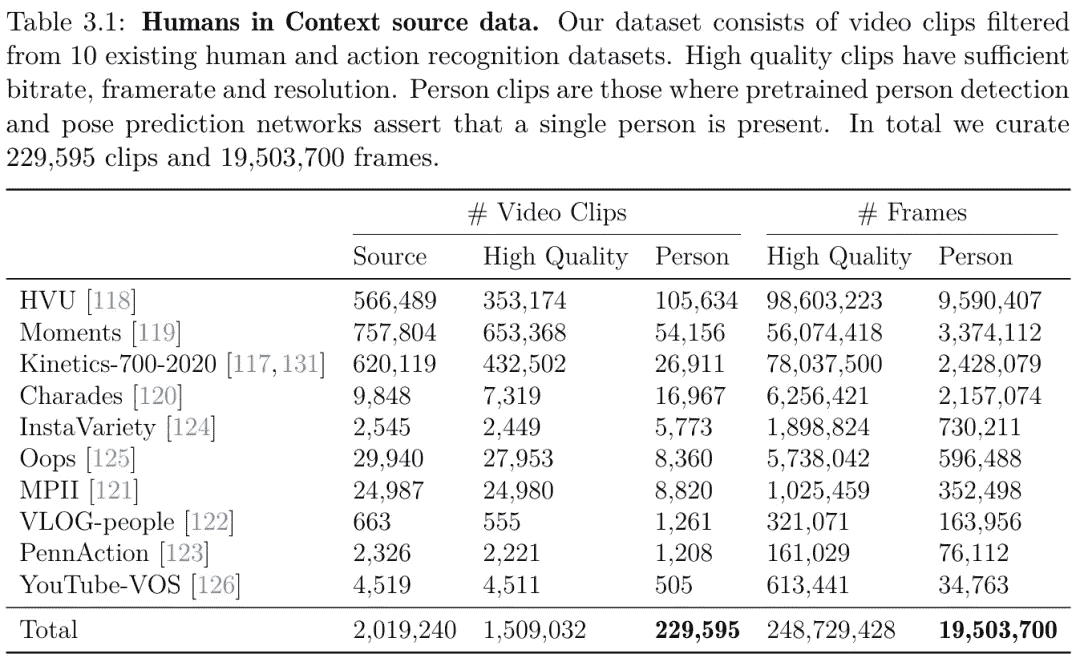 Table 3.1: Humans in Context source data. Our dataset consists of video clips filtered
from 10 existing human and action recognition datasets. High quality clips have sufficient
bitrate, framerate and resolution. Person clips are those where pretrained person detection
and pose prediction networks assert that a single person is present. In total we curate
229,595 clips and 19,503,700 frames.
# Video Clips # Frames
Source High Quality Person High Quality Person
HVU [118] 566,489 353,174 105,634 98,603,223 9,590,407
Moments [119] 757,804 653,368 54,156 56,074,418 3,374,112
Kinetics-700-2020 [117,131] 620,119 432,502 26,911 78,037,500 2,428,079
Charades [120] 9,848 7,319 16,967 6,256,421 2,157,074
InstaVariety [124] 2,545 2,449 5,773 1,898,824 730,211
Oops [125] 29,940 27,953 8,360 5,738,042 596,488
MPII [121] 24,987 24,980 8,820 1,025,459 352,498
VLOG-people [122] 663 555 1,261 321,071 163,956
PennAction [123] 2,326 2,221 1,208 161,029 76,112
YouTube-VOS [126] 4,519 4,511 505 613,441 34,763
Total 2,019,240 1,509,032 229,595 248,729,428 19,503,700